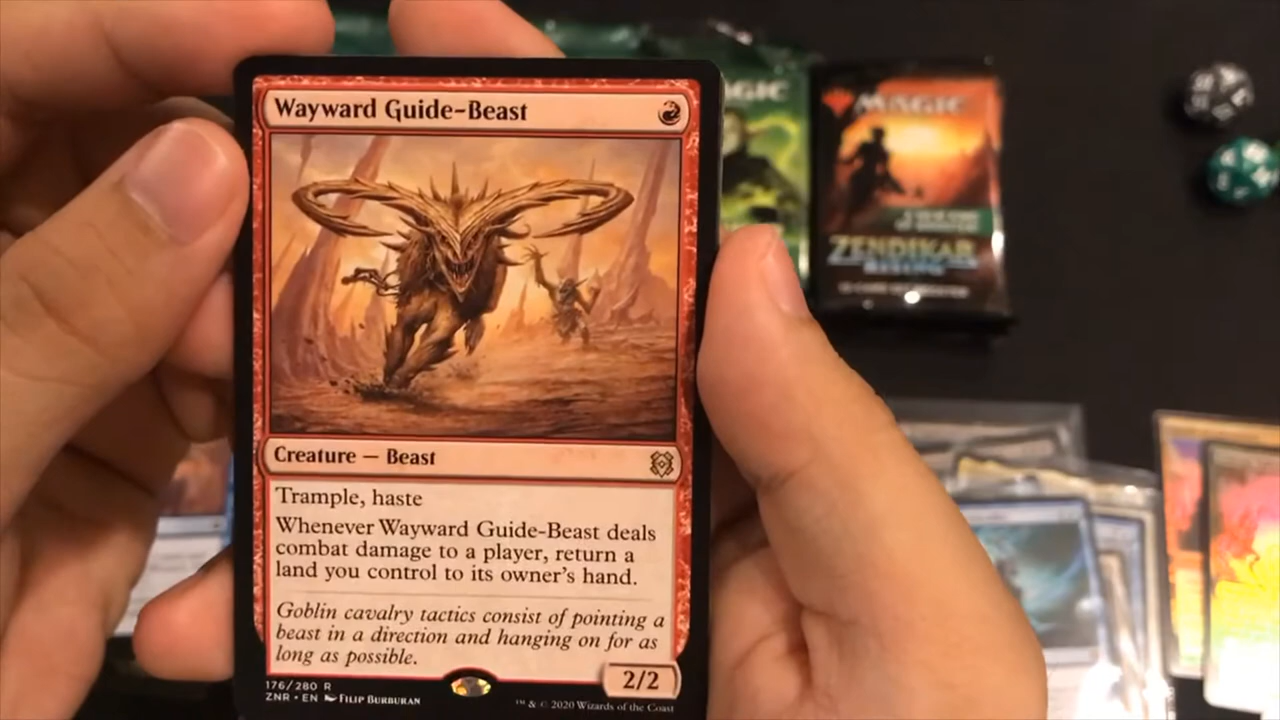 Wayward Guide-Beast
Creature — Beast
Trample, haste
Whenever Wayward Guide-Beast deals
combat damage to a player, return a
land you control to its owner's hand.
Goblin cavalry tactics consist of pointing a
beast in a direction and hanging on for as
long as possible.
2/2
176/280 R
ZNR • EN Filip Burburan
™ & © 2020 Wizards of the Coast
MAGIC
ZENDIKAR
RISING